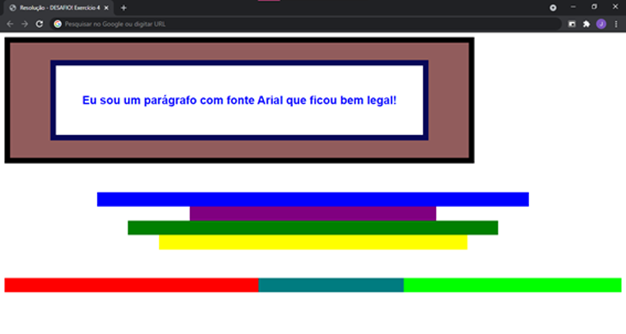 Resolução - DESAFIO! Exercício 4
Pesquisar no Google ou digitar URL
J
Eu sou um parágrafo com fonte Arial que ficou bem legal!